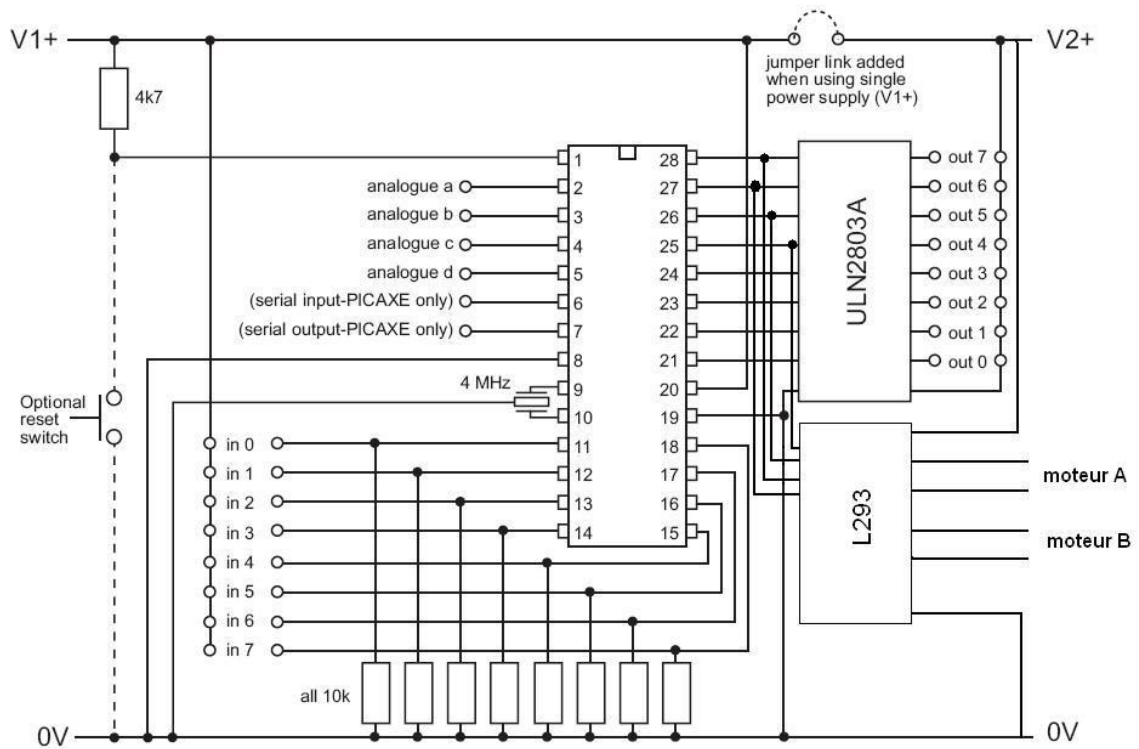 V1+
V2+
jumper link added
when using single
power supply (V1+)
4k7
1
28
out 7
analogue a
2
27
out 6
analogue b
3
26
out 5
analogue c
4
25
out 4
analogue d
5
24
out 3
(serial input-PICAXE only)
6
23
out 2
(serial output-PICAXE only)
7
22
out 1
8
21
out 0
ULN2803A
4 MHz
9
20
10
19
Optional
reset
switch
in 0
11
18
in 1
12
17
in 2
13
16
in 3
14
15
in 4
in 5
in 6
in 7
L293
moteur A
moteur B
all 10k
0V
0V